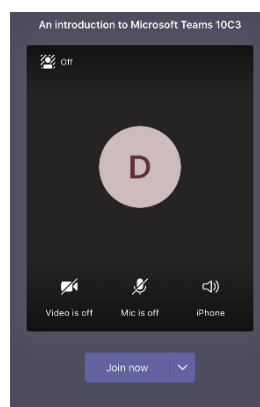 An introduction to Microsoft Teams 10C3
Off
D
Video is off Mic is off iPhone
Join now